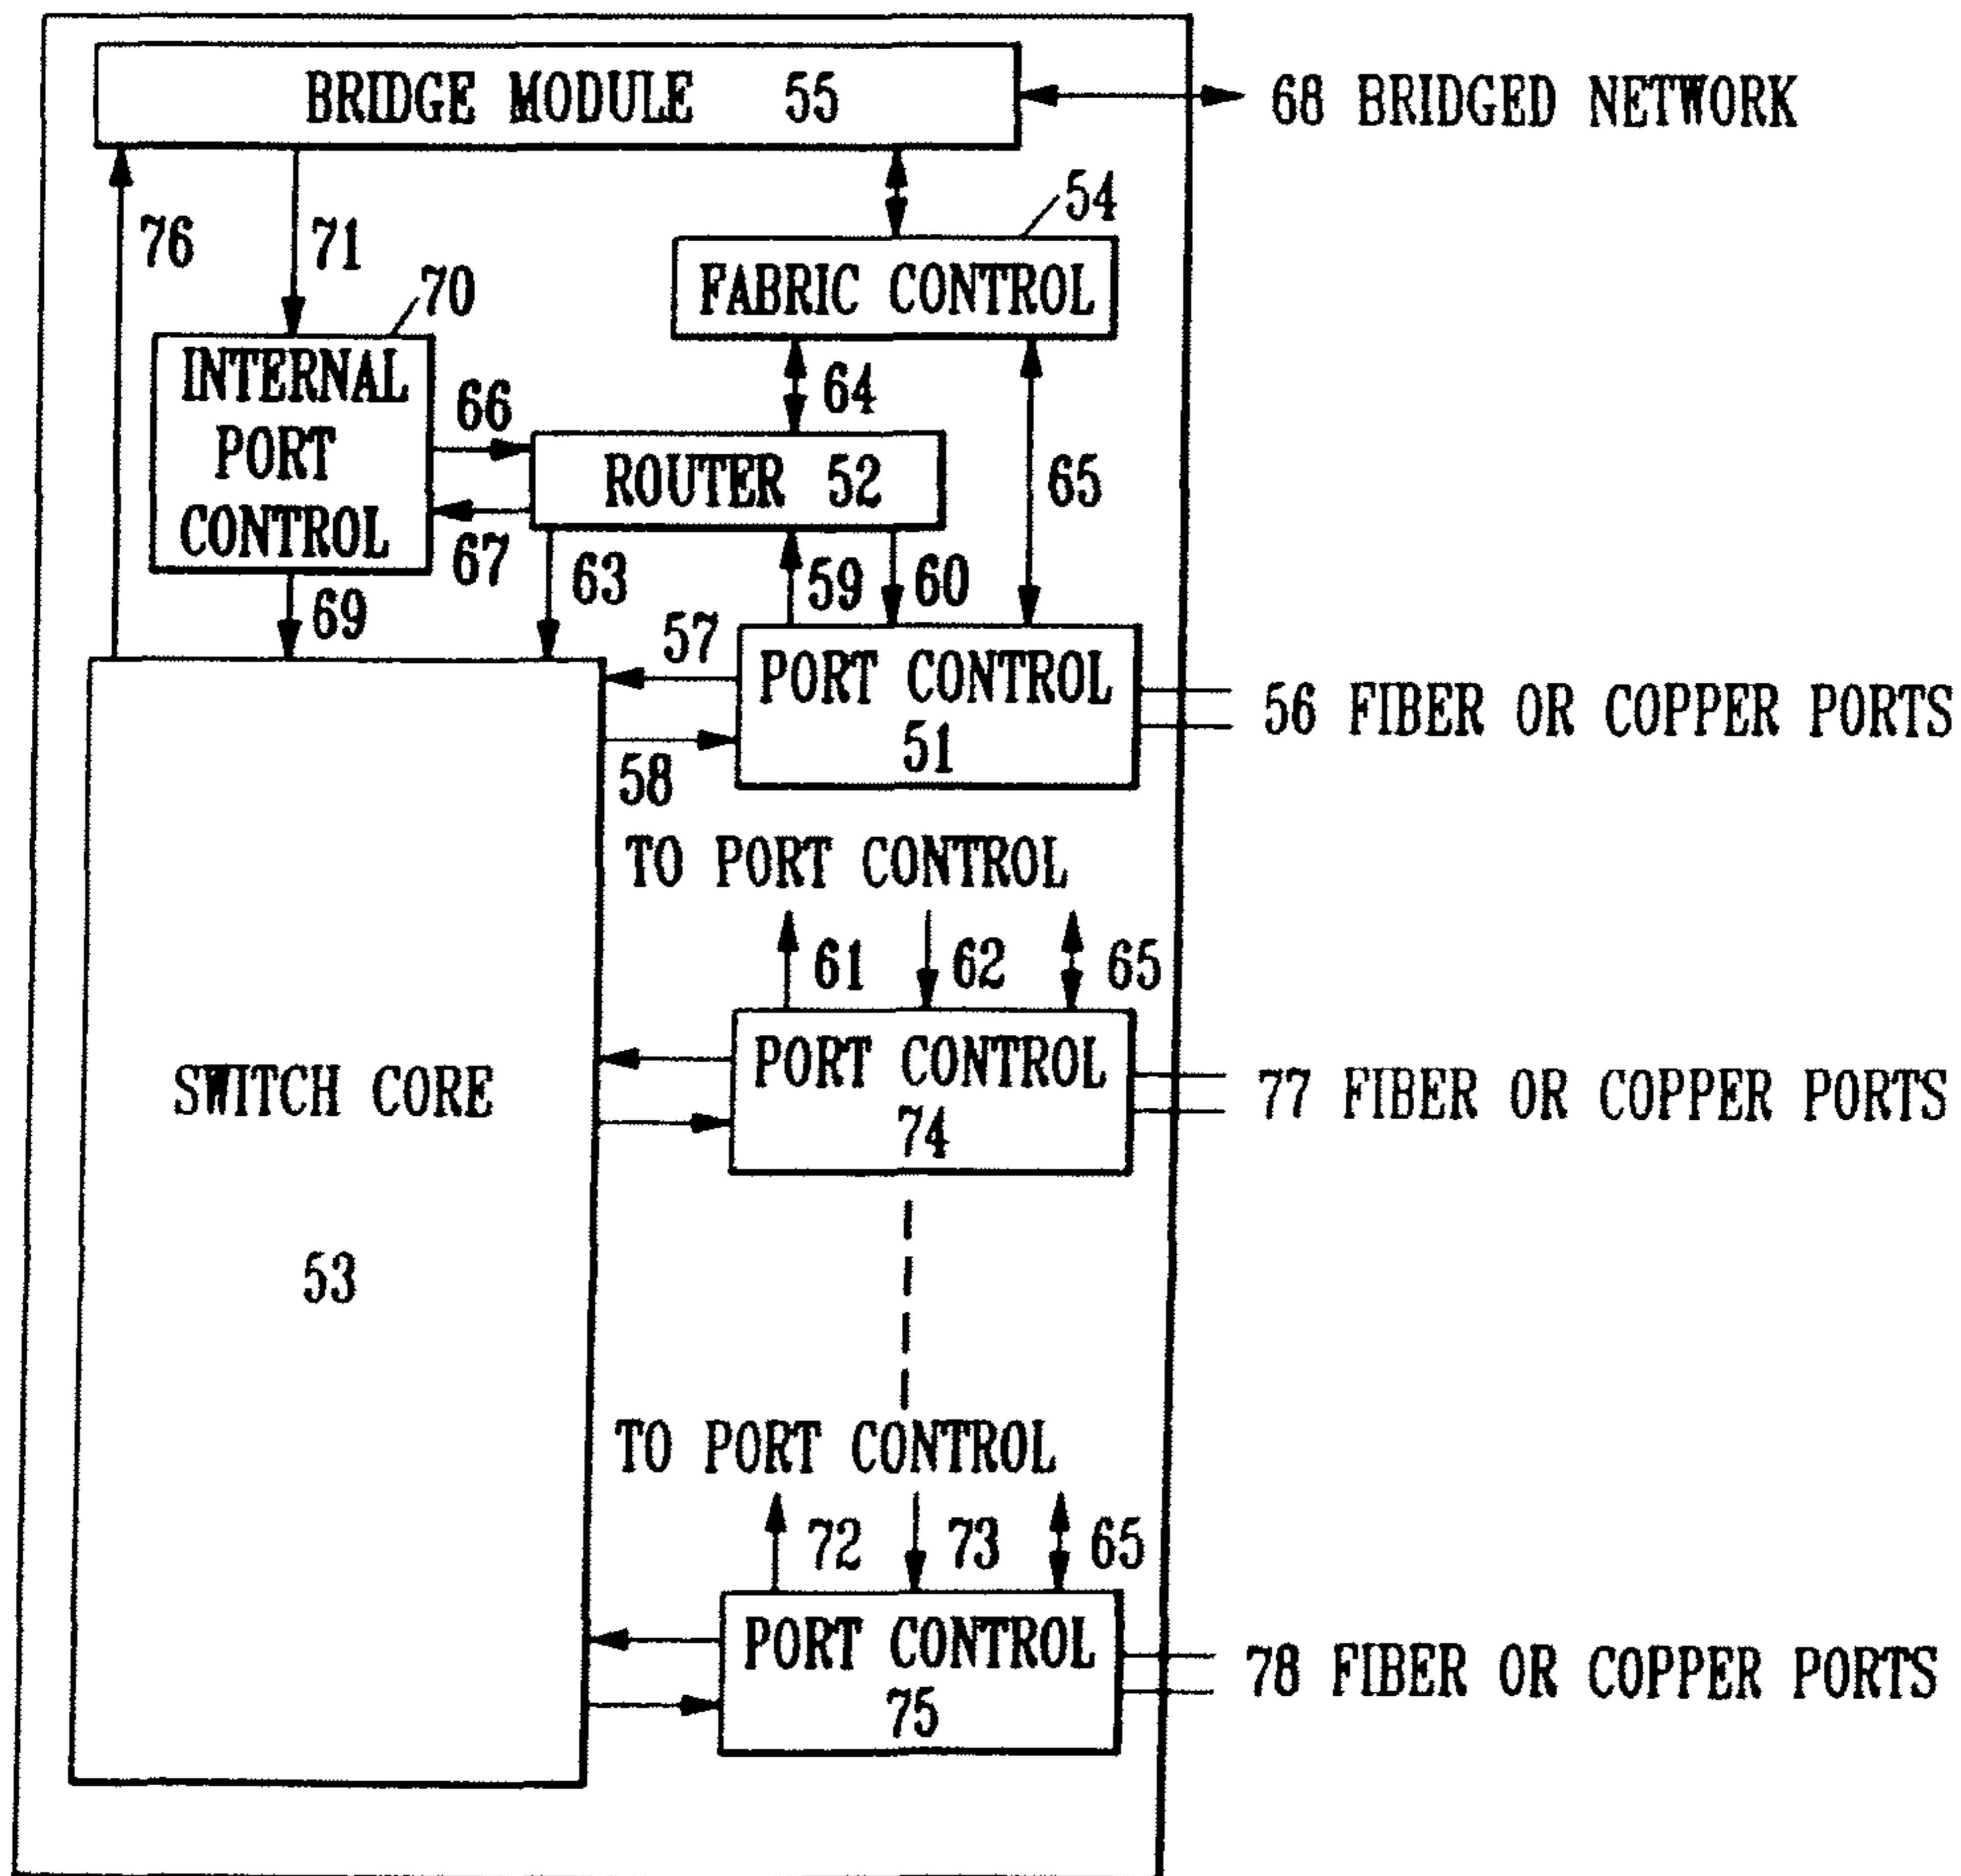 BRIDGE MODULE 55
68 BRIDGED NETWORK
54
76
71
FABRIC CONTROL
70
INTERNAL
PORT
CONTROL
66
64
ROUTER 52
65
67
63
59
60
69
57
PORT CONTROL
51
56 FIBER OR COPPER PORTS
58
TO PORT CONTROL
61
62
65
PORT CONTROL
74
77 FIBER OR COPPER PORTS
SWITCH CORE
53
TO PORT CONTROL
72
73
65
PORT CONTROL
75
78 FIBER OR COPPER PORTS